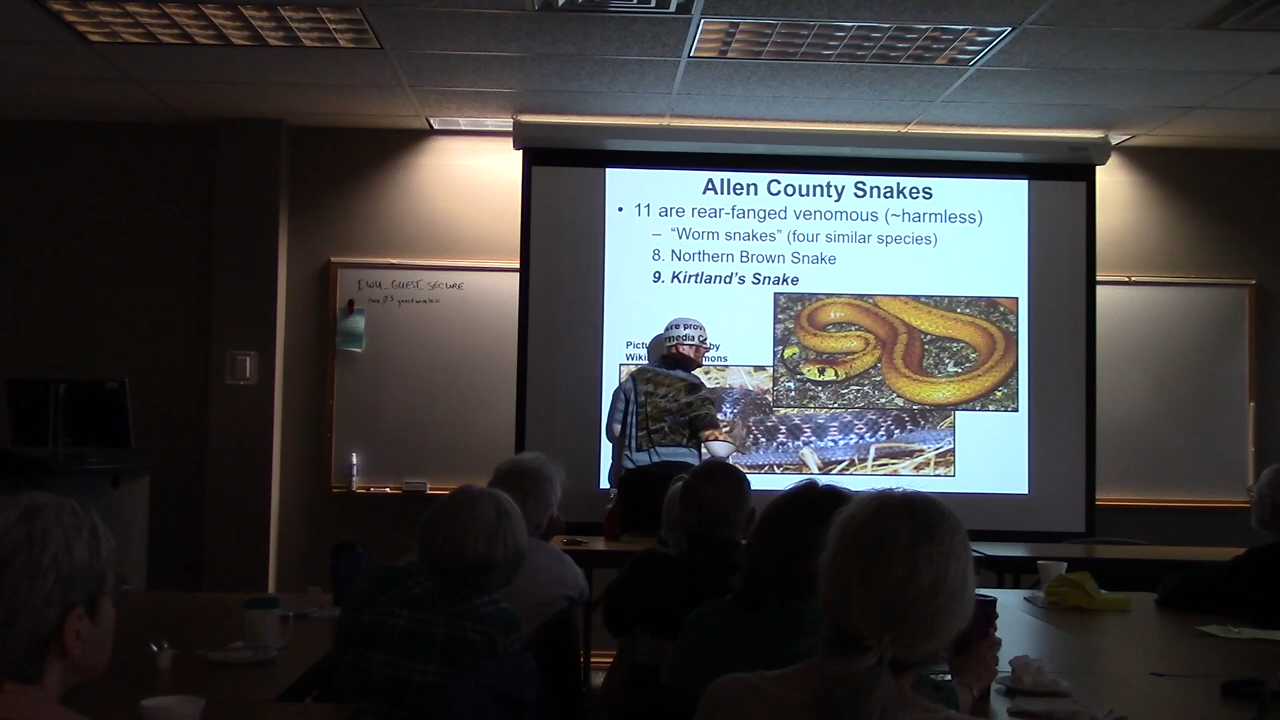 Allen County Snakes
• 11 are rear-fanged venomous (~harmless)
– “Worm snakes” (four similar species)
8. Northern Brown Snake
9. Kirtland's Snake
IWU_GUEST_SECURE